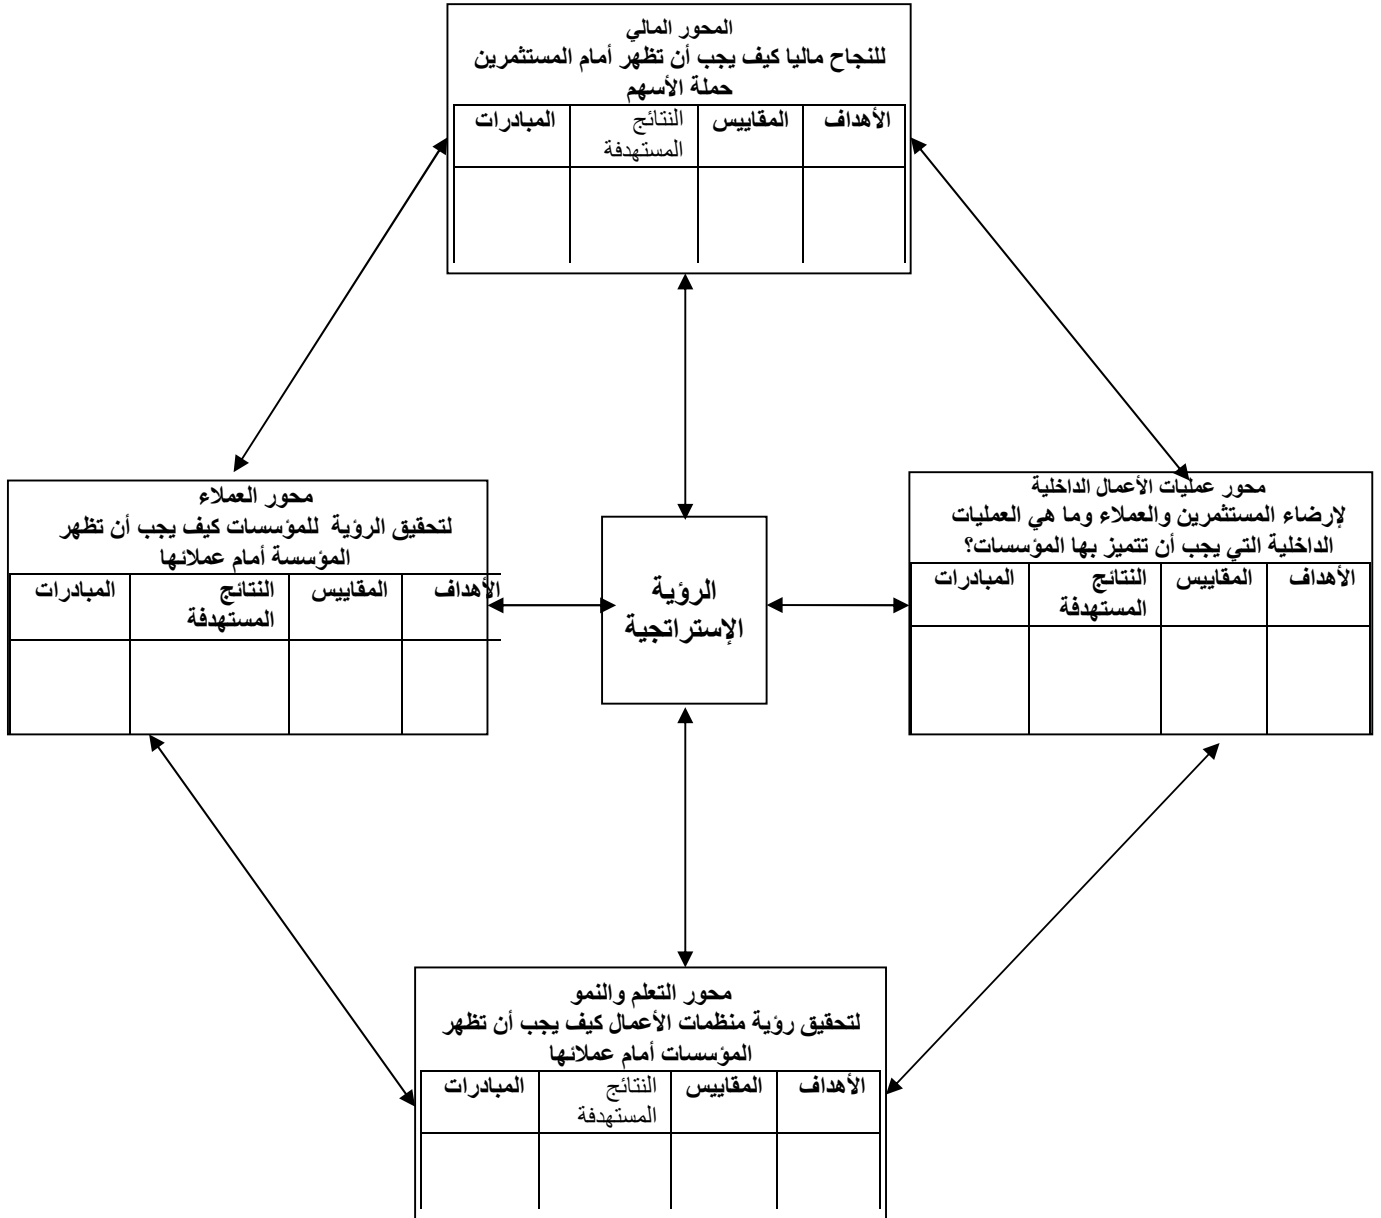 المحور المالي
للنجاح ماليا كيف يجب أن تظهر أمام المستثمرين
حملة الأسهم
الأهداف المقاييس النتائج المستهدفة المبادرات
محور عمليات الأعمال الداخلية
لإرضاء المستثمرين والعملاء وما هي العمليات
الداخلية التي يجب أن تتميز بها المؤسسات؟
الأهداف المقاييس النتائج المستهدفة المبادرات
الرؤية
الإستراتجية
محور العملاء
لتحقيق الرؤية للمؤسسات كيف يجب أن تظهر
المؤسسة أمام عملائها
الأهداف المقاييس النتائج المستهدفة المبادرات
محور التعلم والنمو
لتحقيق رؤية منظمات الأعمال كيف يجب أن تظهر
المؤسسات أمام عملائها
الأهداف المقاييس النتائج المستهدفة المبادرات